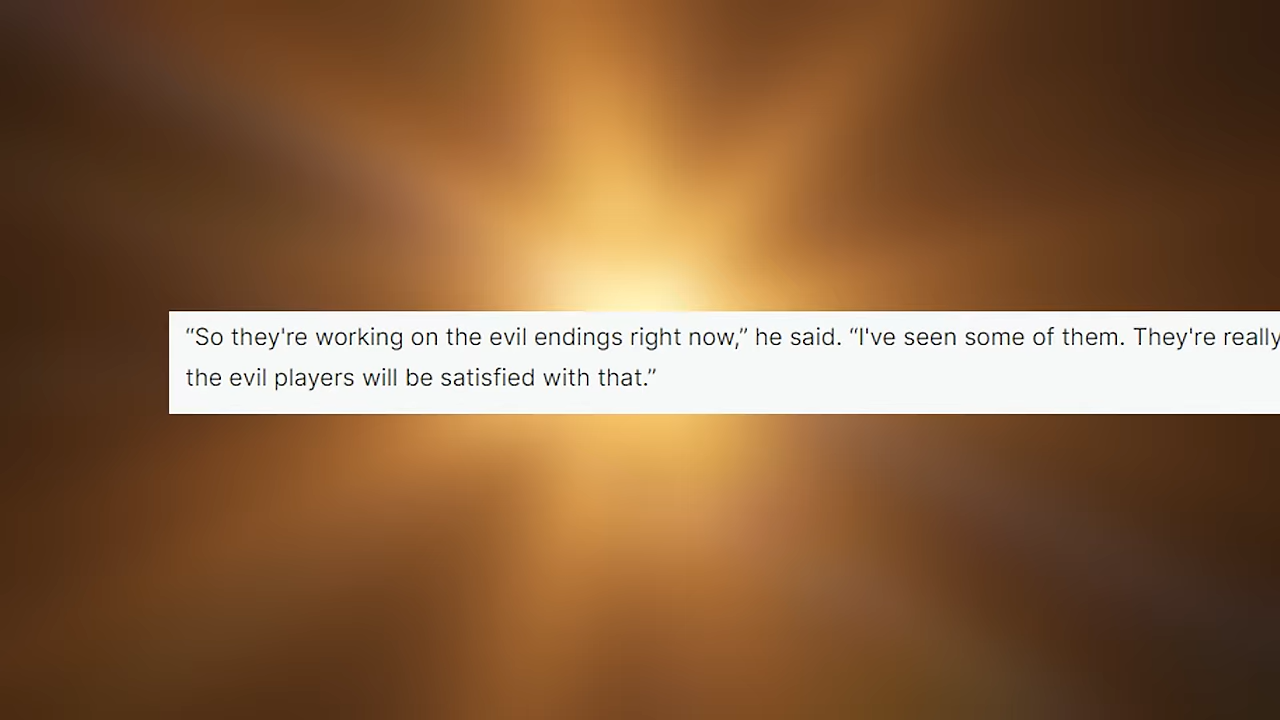 “So they're working on the evil endings right now,” he said. “I've seen some of them. They're really
the evil players will be satisfied with that.”